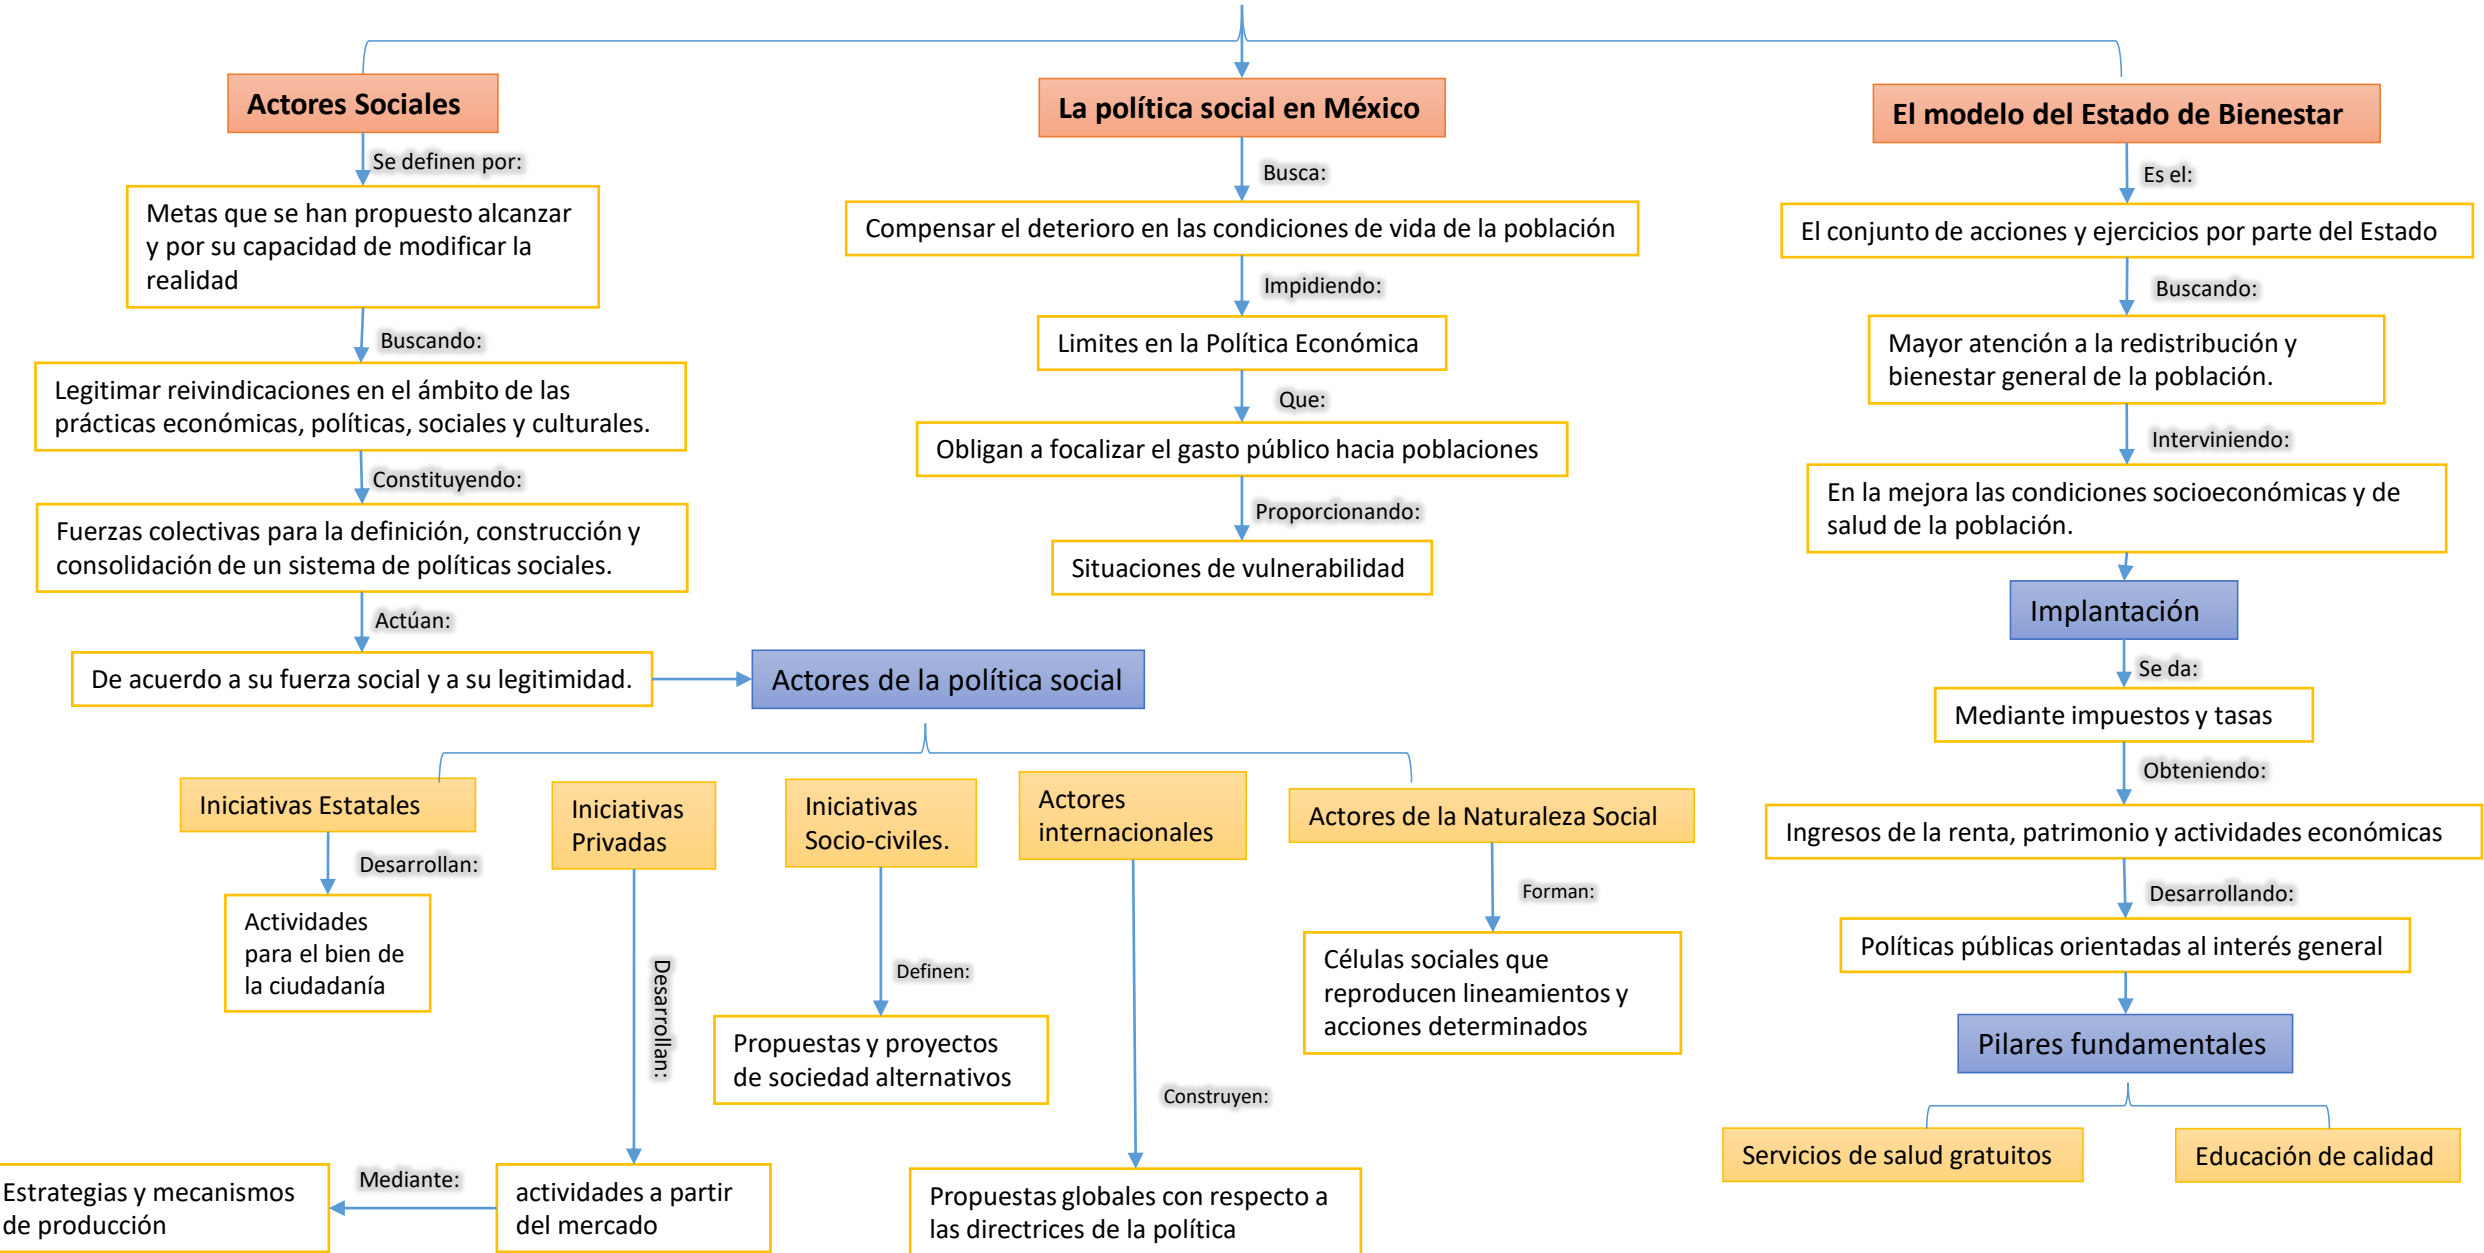 Actores Sociales
Se definen por:
Metas que se han propuesto alcanzar
y por su capacidad de modificar la
realidad
Buscando:
Legitimar reivindicaciones en el ámbito de las
prácticas económicas, políticas, sociales y culturales.
Constituyendo:
Fuerzas colectivas para la definición, construcción y
consolidación de un sistema de políticas sociales.
Actúan:
De acuerdo a su fuerza social y a su legitimidad.
Actores de la política social
Iniciativas Estatales
Desarrollan:
Actividades
para el bien de
la ciudadanía
Iniciativas
Privadas
Desarrollan:
actividades a partir
del mercado
Mediante:
Estrategias y mecanismos
de producción
Iniciativas
Socio-civiles.
Definen:
Propuestas y proyectos
de sociedad alternativos
Actores
internacionales
Construyen:
Propuestas globales con respecto a
las directrices de la política
Actores de la Naturaleza Social
Forman:
Células sociales que
reproducen lineamientos y
acciones determinados
La política social en México
Busca:
Compensar el deterioro en las condiciones de vida de la población
Impidiendo:
Limites en la Política Económica
Que:
Obligan a focalizar el gasto público hacia poblaciones
Proporcionando:
Situaciones de vulnerabilidad
El modelo del Estado de Bienestar
Es el:
El conjunto de acciones y ejercicios por parte del Estado
Buscando:
Mayor atención a la redistribución y
bienestar general de la población.
Interviniendo:
En la mejora las condiciones socioeconómicas y de
salud de la población.
Implantación
Se da:
Mediante impuestos y tasas
Obteniendo:
Ingresos de la renta, patrimonio y actividades económicas
Desarrollando:
Políticas públicas orientadas al interés general
Pilares fundamentales
Servicios de salud gratuitos
Educación de calidad